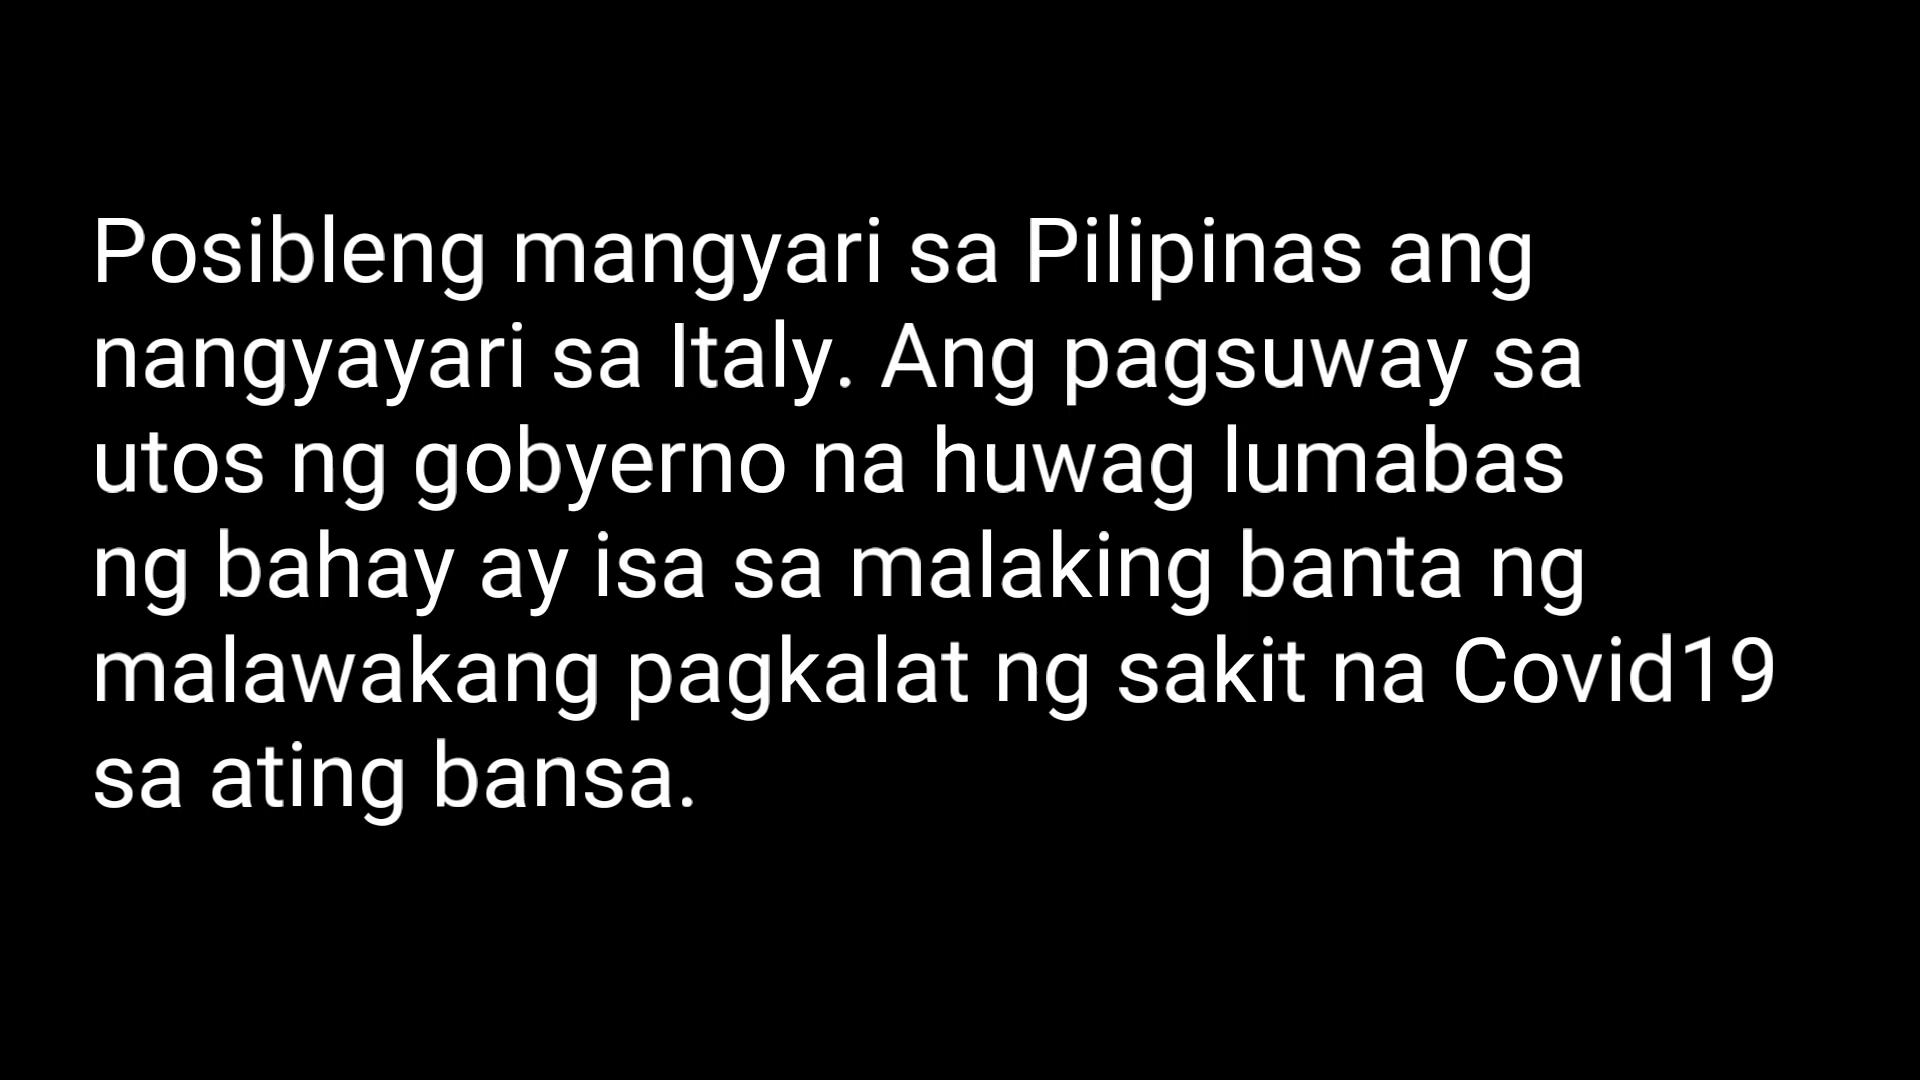 Posibleng mangyari sa Pilipinas ang
nangyayari sa Italy. Ang pagsuway sa
utos ng gobyerno na huwag lumabas
ng bahay ay isa sa malaking banta ng
malawakang pagkalat ng sakit na Covid19
sa ating bansa.